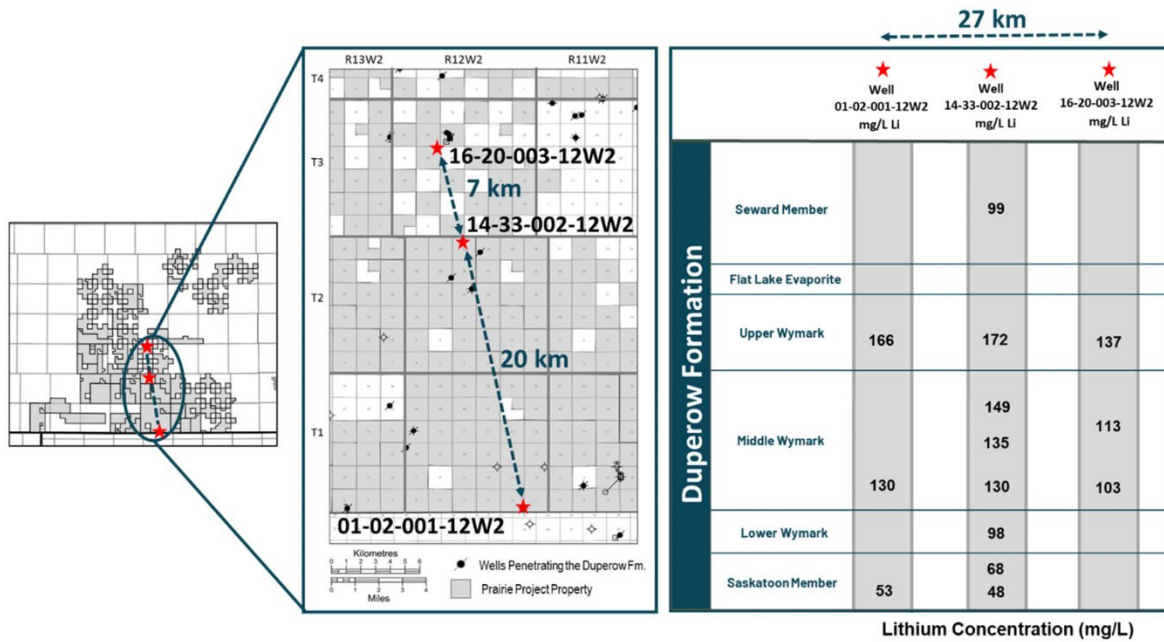 R13W2
R12W2
R11W2
T4
T3
T2
T1
16-20-003-12W2
7 km
14-33-002-12W2
20 km
01-02-001-12W2
Kilometres
Miles
Wells Penetrating the Duperow Fm.
Prairie Project Property
27 km
Well
01-02-001-12W2
mg/L Li
Well
14-33-002-12W2
mg/L Li
Well
16-20-003-12W2
mg/L Li
Duperow Formation
Seward Member
99
Flat Lake Evaporite
Upper Wymark
166
172
137
Middle Wymark
149
113
135
130
130
103
Lower Wymark
98
Saskatoon Member
68
53
48
Lithium Concentration (mg/L)